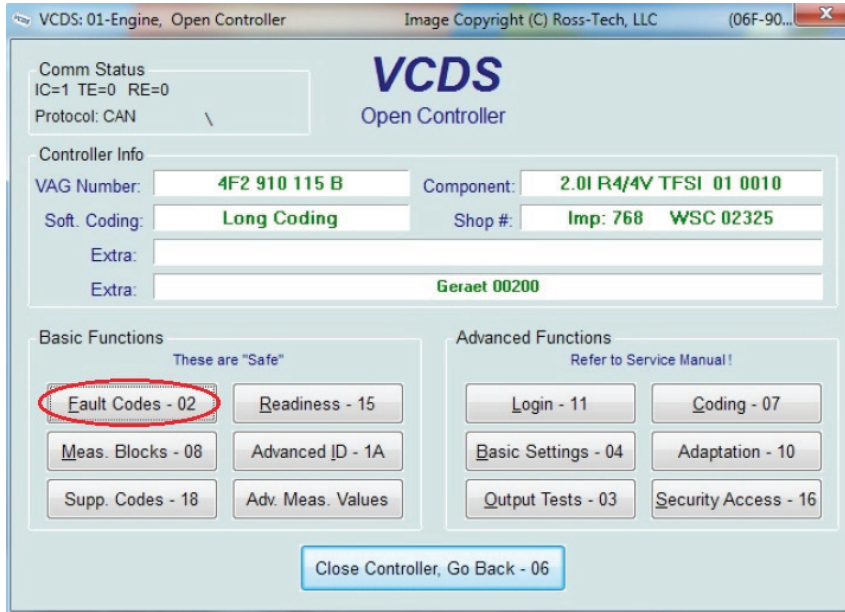 VCDS: 01-Engine, Open Controller Image Copyright (C) Ross-Tech, LLC (06F-90...
Comm Status
IC=1 TE=0 RE=0
Protocol: CAN \
VCDS
Open Controller
Controller Info
VAG Number: 4F2 910 115 B Component: 2.0l R4/4V TFSI 01 0010
Soft. Coding: Long Coding Shop #: Imp: 768 WSC 02325
Extra:
Extra: Geraet 00200
Basic Functions
These are "Safe"
Fault Codes - 02 Readiness - 15
Meas. Blocks - 08 Advanced ID - 1A
Supp. Codes - 18 Adv. Meas. Values
Advanced Functions
Refer to Service Manual!
Login - 11 Coding - 07
Basic Settings - 04 Adaptation - 10
Output Tests - 03 Security Access - 16
Close Controller, Go Back - 06